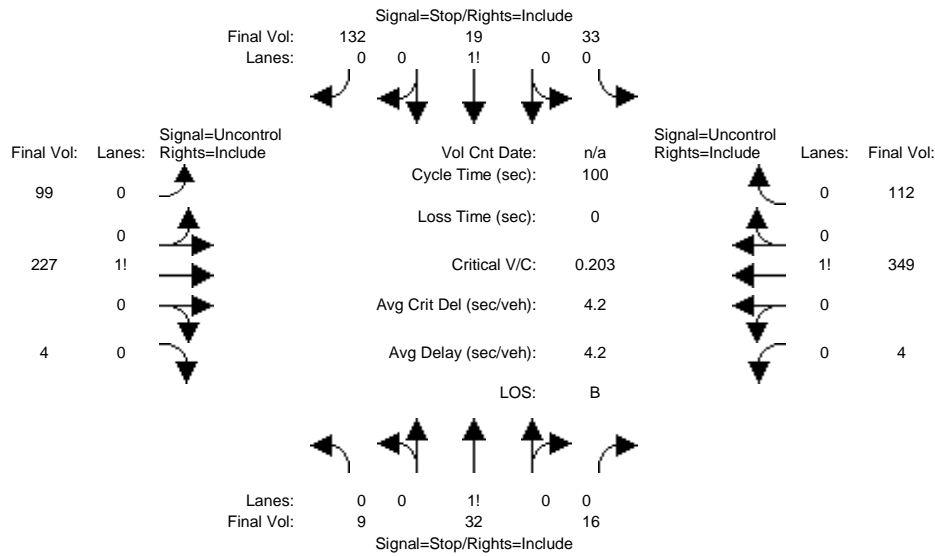 Signal=Stop/Rights=Include
Final Vol: 132 19 33
Lanes: 0 0 1! 0 0
Signal=Uncontrol
Final Vol: Lanes: Rights=Include
Vol Cnt Date: n/a
Signal=Uncontrol
Rights=Include Lanes: Final Vol:
Cycle Time (sec): 100
99 0
0 112
Loss Time (sec): 0
0
0
227 1!
Critical V/C: 0.203
1! 349
0
Avg Crit Del (sec/veh): 4.2
0
4 0
Avg Delay (sec/veh): 4.2
0 4
LOS: B
Lanes: 0 0 1! 0 0
Final Vol: 9 32 16
Signal=Stop/Rights=Include